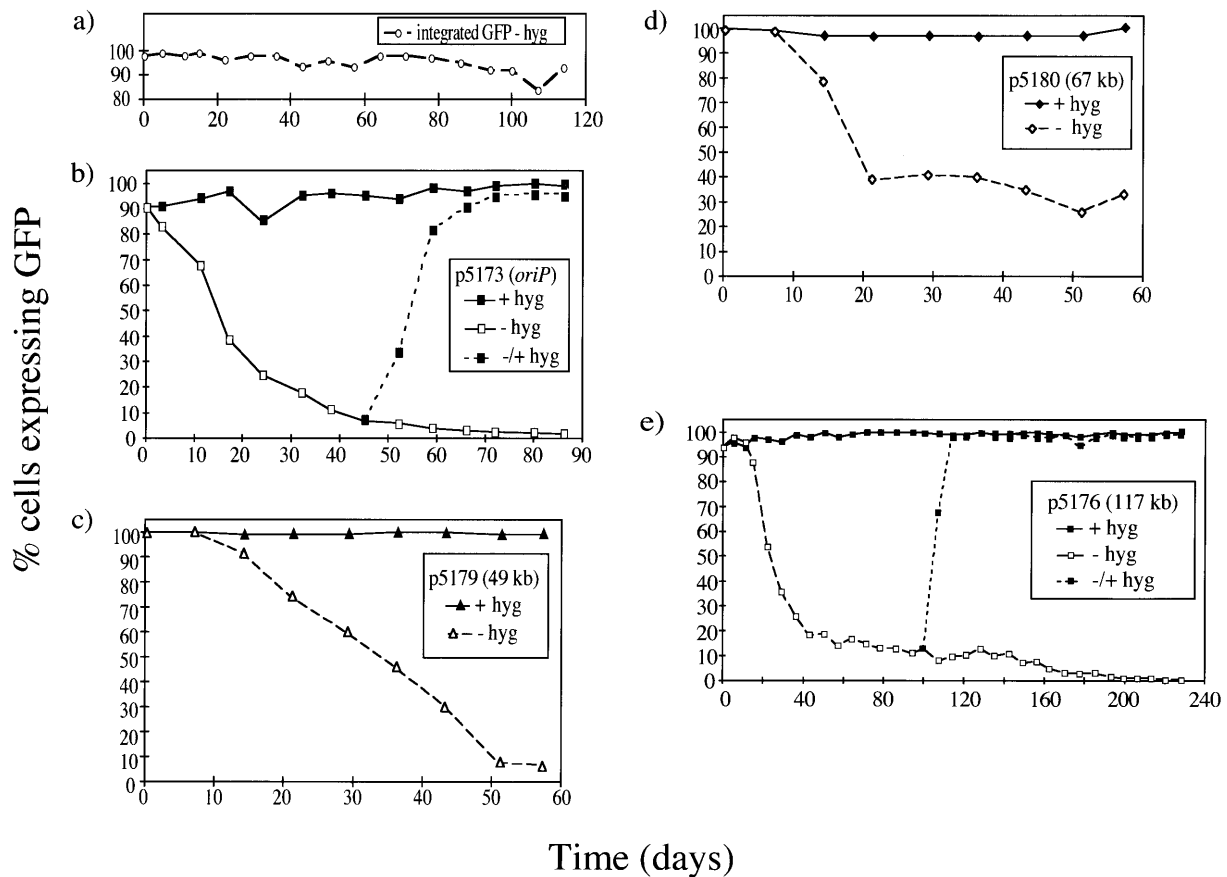 % cells expressing GFP
a)
integrated GFP - hyg
100
90
80
0 20 40 60 80 100 120
b)
p5173 (oriP)
+ hyg
- hyg
-/+ hyg
100
90
80
70
60
50
40
30
20
10
0
0 10 20 30 40 50 60 70 80 90
c)
p5179 (49 kb)
+ hyg
- hyg
100
90
80
70
60
50
40
30
20
10
0
0 10 20 30 40 50 60
d)
p5180 (67 kb)
+ hyg
- hyg
100
90
80
70
60
50
40
30
20
10
0
0 10 20 30 40 50 60
e)
p5176 (117 kb)
+ hyg
- hyg
-/+ hyg
100
90
80
70
60
50
40
30
20
10
0
0 40 80 120 160 200 240
Time (days)